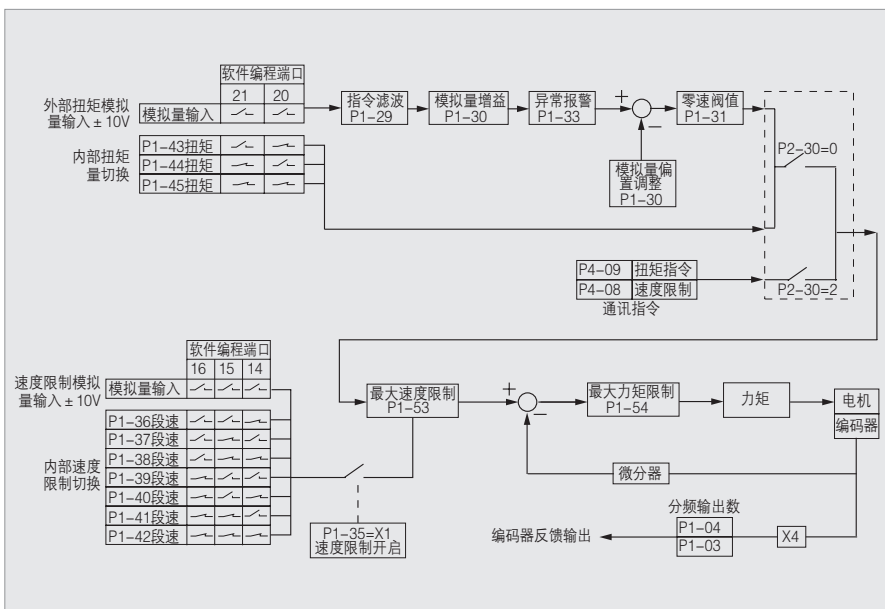 软件编程端口
21 20
外部扭矩模拟
量输入±10V
模拟量输入
指令滤波
P1-29
模拟量增益
P1-30
异常报警
P1-33
+
−
零速阀值
P1-31
模拟量偏
置调整
P1-30
内部扭矩
量切换
P1-43扭矩
P1-44扭矩
P1-45扭矩
P2-30=0
P4-09 扭矩指令
P4-08 速度限制
通讯指令
P2-30=2
软件编程端口
16 15 14
速度限制模拟
量输入±10V
模拟量输入
内部速度
限制切换
P1-36段速
P1-37段速
P1-38段速
P1-39段速
P1-40段速
P1-41段速
P1-42段速
P1-35=X1
速度限制开启
最大速度限制
P1-53
+
−
最大力矩限制
P1-54
力矩
电机
编码器
微分器
分频输出数
P1-04
P1-03
X4
编码器反馈输出